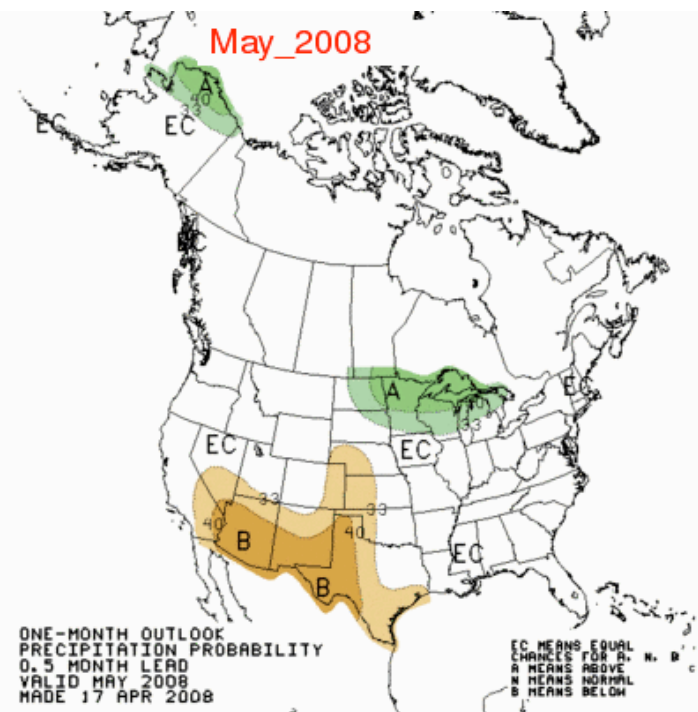 May_2008
A
40
33
EC
EC
EC
A
40
33
EC
EC
EC
33
33
40
40
B
EC
B
ONE-MONTH OUTLOOK
PRECIPITATION PROBABILITY
0.5 MONTH LEAD
VALID MAY 2008
MADE 17 APR 2008
EC MEANS EQUAL
CHANCES FOR A, N, B
A MEANS ABOVE
N MEANS NORMAL
B MEANS BELOW
C